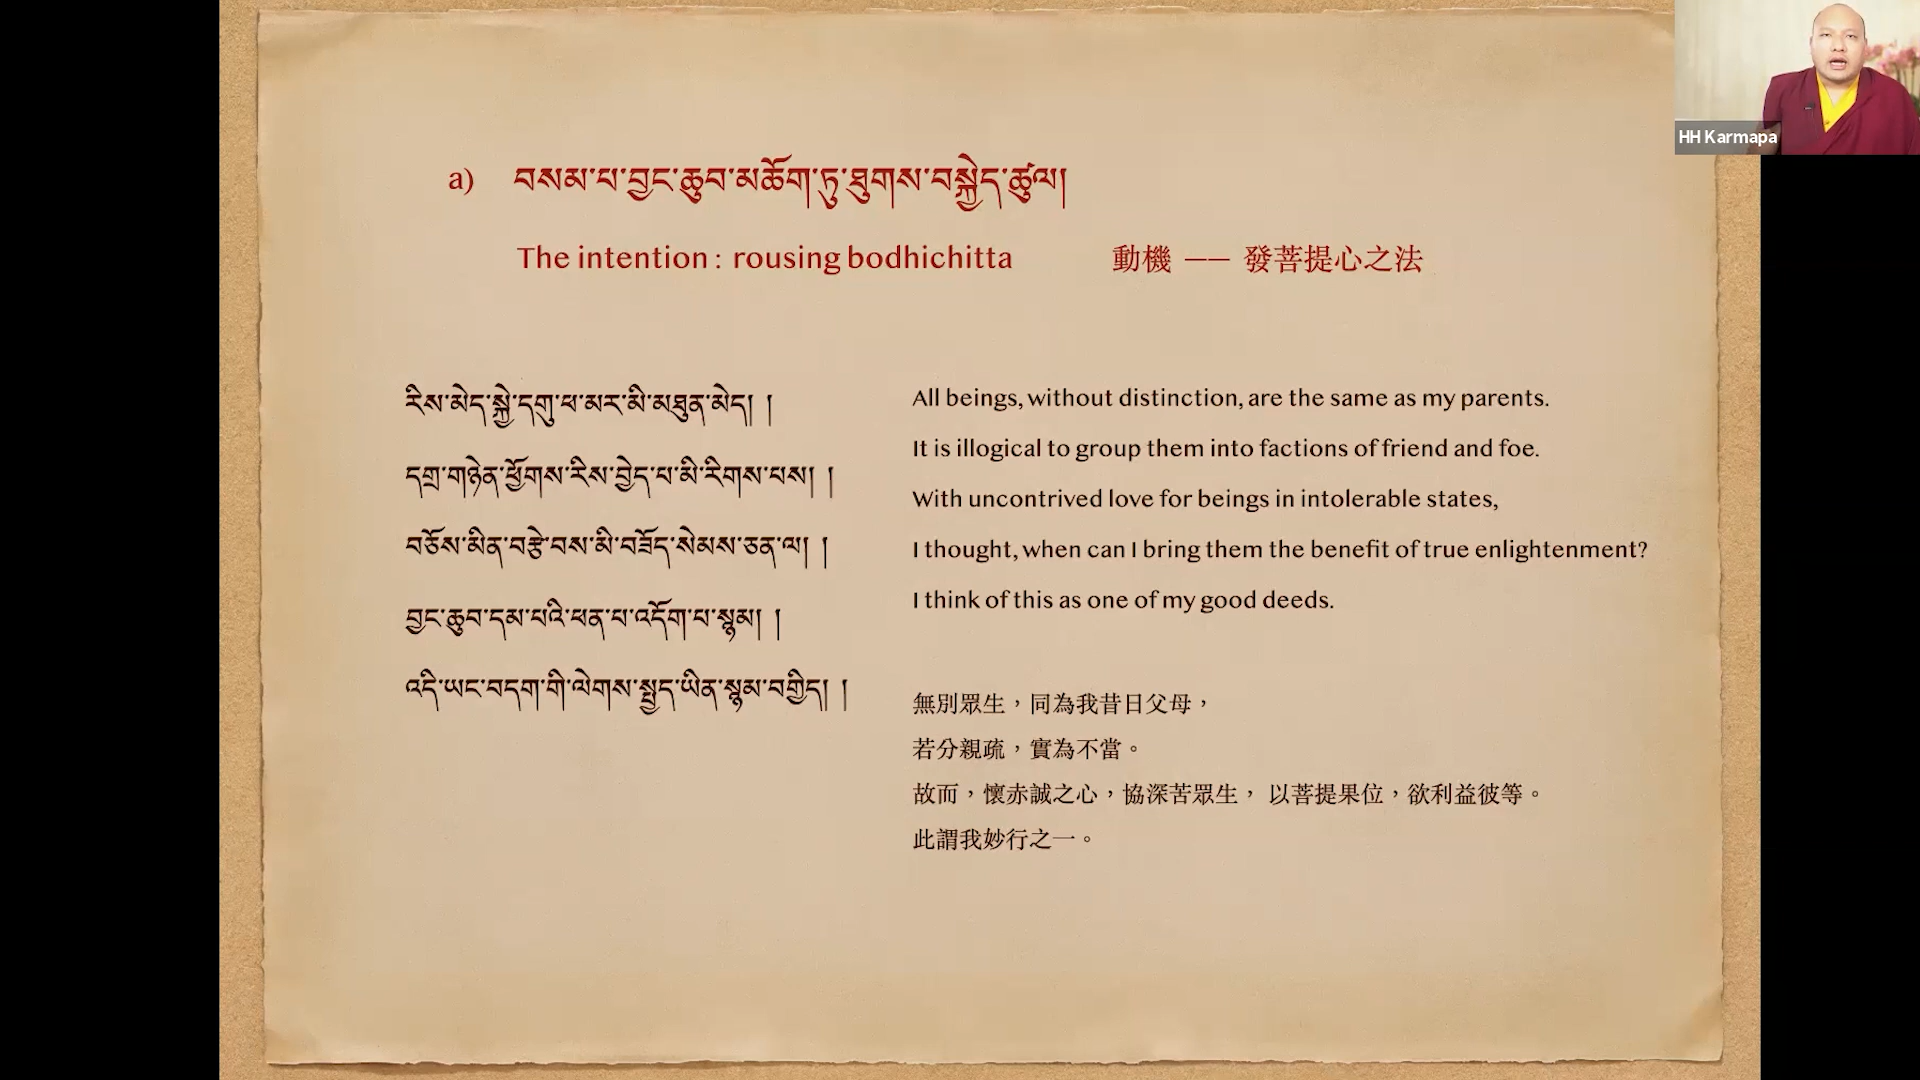 HH Karmapa
a) བསམ་པ་བྱང་ཆུབ་མཆོག་ཏུ་ཐུགས་བསྐྱེད་ཚུལ།
The intention : rousing bodhichitta 動機 —— 發菩提心之法
རིས་མེད་སྐྱེ་དགུ་ཕ་མར་མི་མཐུན་མེད། །
དགྲ་གཉེན་ཕྱོགས་རིས་བྱེད་པ་མི་རིགས་པས། །
བཅོས་མིན་བརྩེ་བས་མི་བཟོད་སེམས་ཅན་ལ། །
བྱང་ཆུབ་དམ་པའི་ཕན་པ་འདོག་པ་སྙམ། །
འདི་ཡང་བདག་གི་ལེགས་སྤྱད་ཡིན་སྙམ་བགྱིད། །
All beings, without distinction, are the same as my parents.
It is illogical to group them into factions of friend and foe.
With uncontrived love for beings in intolerable states,
I thought, when can I bring them the benefit of true enlightenment?
I think of this as one of my good deeds.
無別眾生，同為我昔日父母，
若分親疏，實為不當。
故而，懷赤誠之心，協深苦眾生， 以菩提果位，欲利益彼等。
此謂我妙行之一。